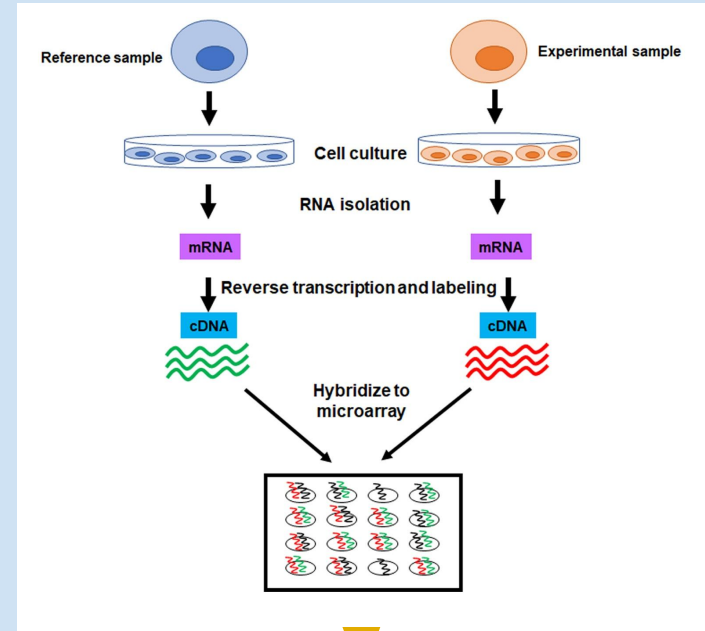 Reference sample
Experimental sample
Cell culture
RNA isolation
mRNA
mRNA
Reverse transcription and labeling
cDNA
cDNA
Hybridize to
microarray